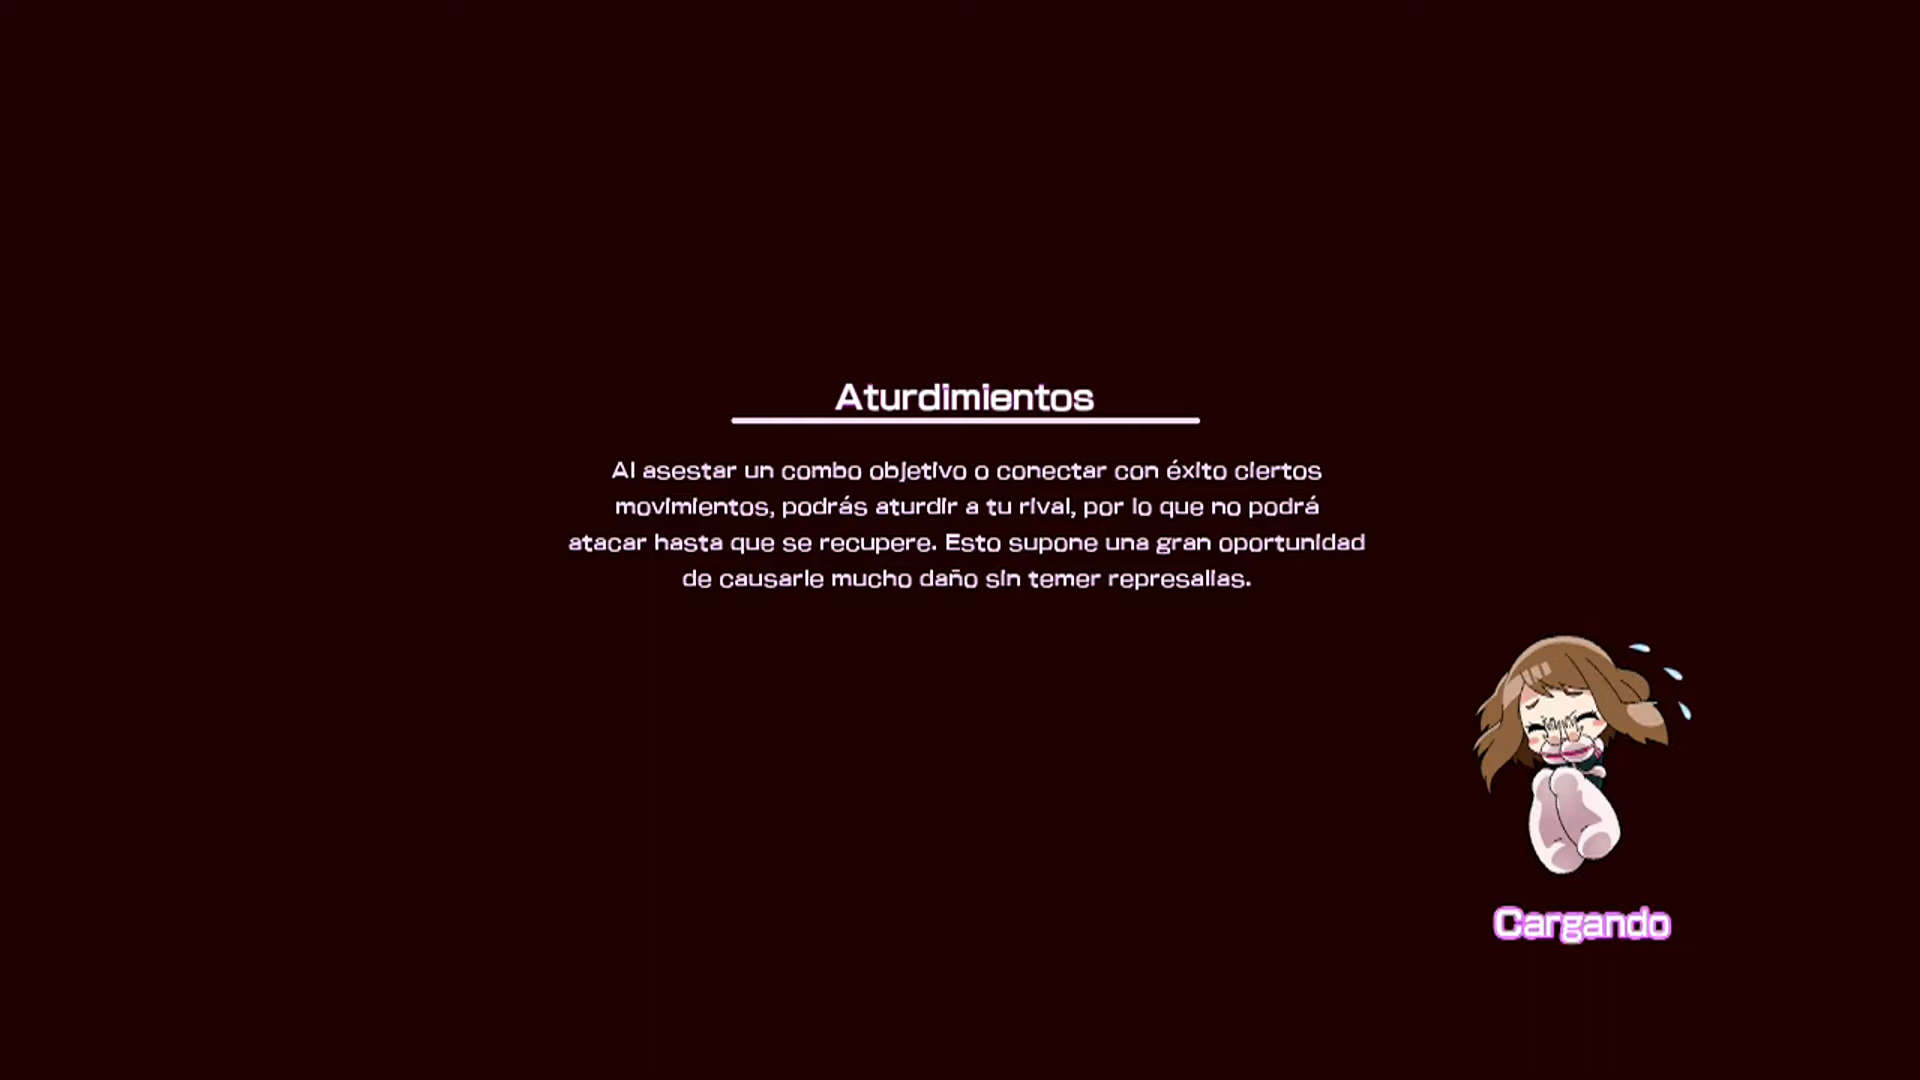 Aturdimientos
Al asestar un combo objetivo o conectar con éxito ciertos
movimientos, podrás aturdir a tu rival, por lo que no podrá
atacar hasta que se recupere. Esto supone una gran oportunidad
de causarle mucho daño sin temer represalias.
Cargando